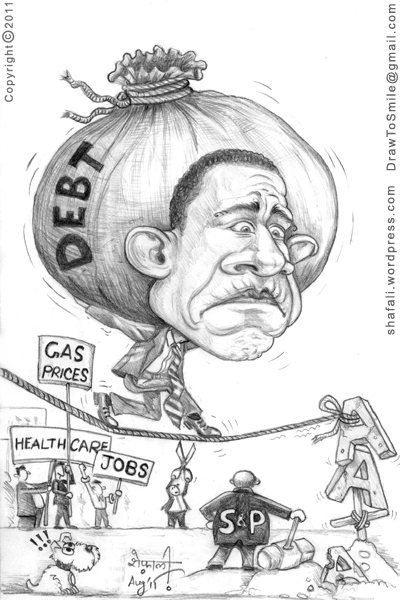 Copyright©2011
shafali.wordpress.com DrawToSmile@gmail.com
DEBT
GAS
PRICES
HEALTH CARE
JOBS
S&P
A
A
A
!!!
शेफाली
Aug'11